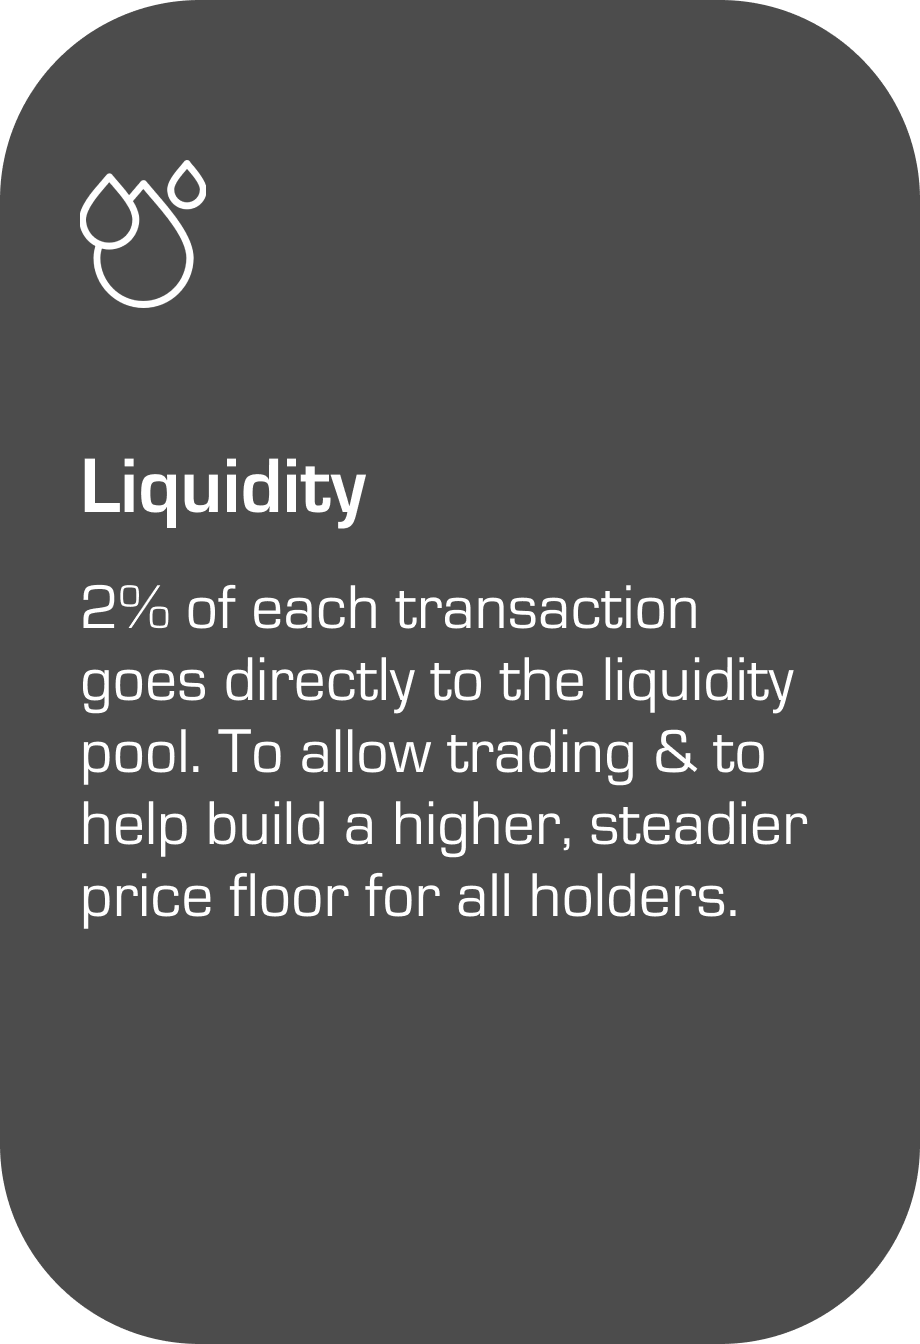 Liquidity
2% of each transaction
goes directly to the liquidity
pool. To allow trading & to
help build a higher, steadier
price floor for all holders.